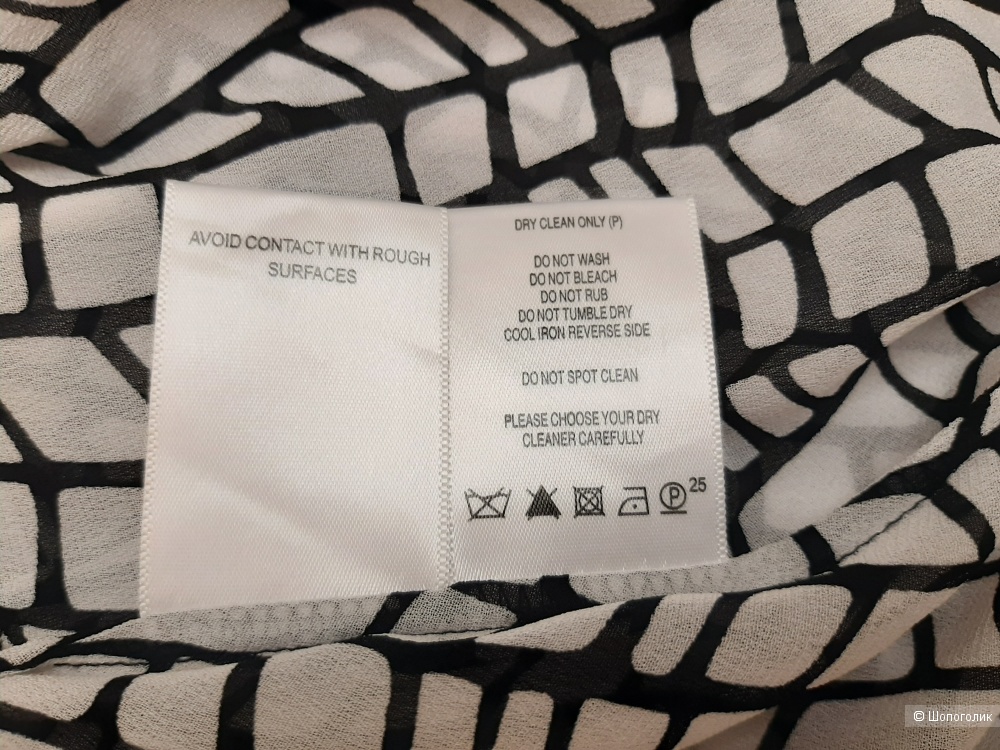 AVOID CONTACT WITH ROUGH
SURFACES
DRY CLEAN ONLY (P)
DO NOT WASH
DO NOT BLEACH
DO NOT RUB
DO NOT TUMBLE DRY
COOL IRON REVERSE SIDE
DO NOT SPOT CLEAN
PLEASE CHOOSE YOUR DRY
CLEANER CAREFULLY
P 25
© Шопоголик